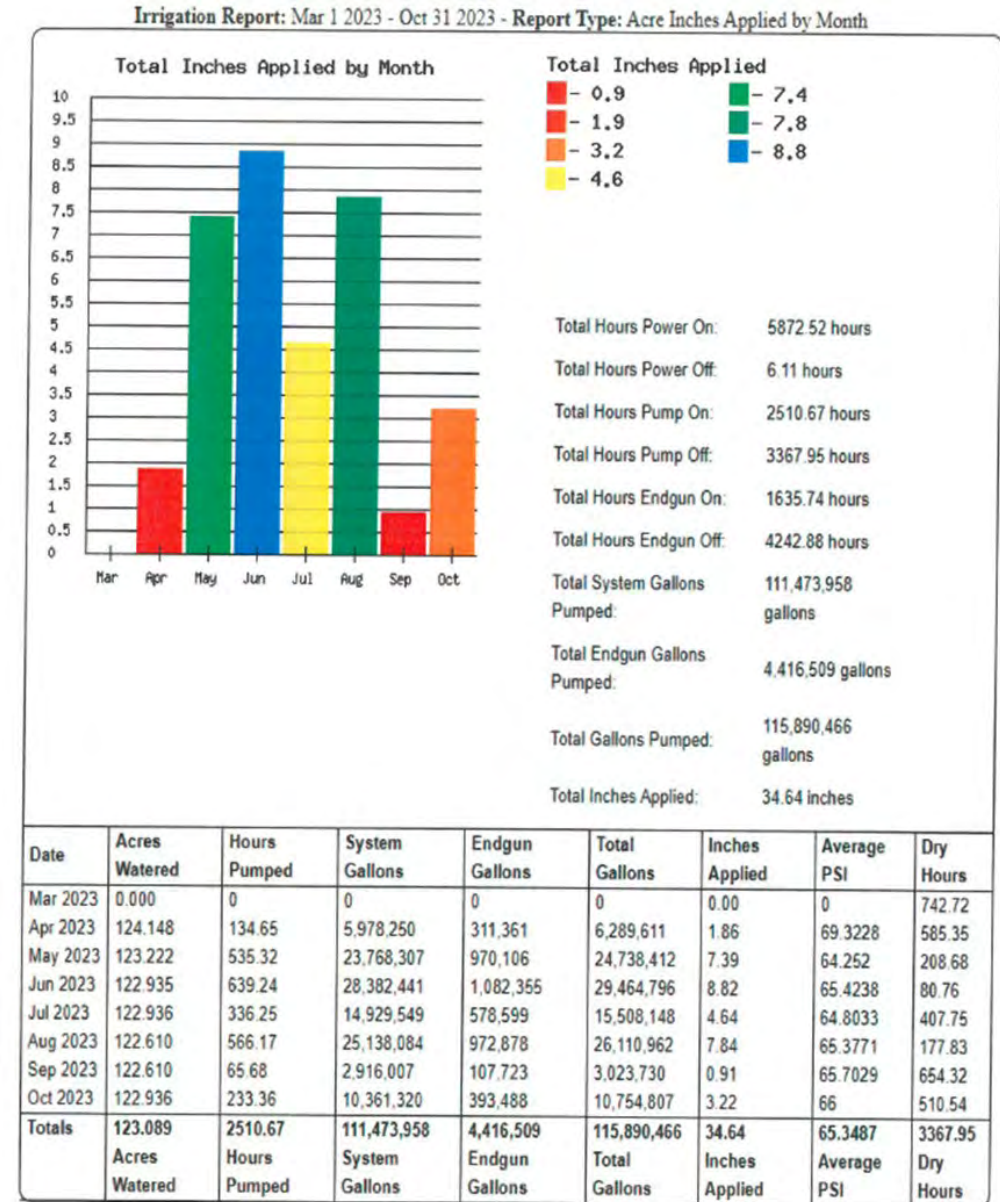 Irrigation Report: Mar 1 2023 - Oct 31 2023 - Report Type: Acre Inches Applied by Month
Total Inches Applied by Month
10
9.5
9
8.5
8
7.5
7
6.5
6
5.5
5
4.5
4
3.5
3
2.5
2
1.5
1
0.5
0
Mar Apr May Jun Jul Aug Sep Oct
Total Inches Applied
- 0.9 - 7.4
- 1.9 - 7.8
- 3.2 - 8.8
- 4.6
Total Hours Power On: 5872.52 hours
Total Hours Power Off: 6.11 hours
Total Hours Pump On: 2510.67 hours
Total Hours Pump Off: 3367.95 hours
Total Hours Endgun On: 1635.74 hours
Total Hours Endgun Off: 4242.88 hours
Total System Gallons 111,473,958
Pumped: gallons
Total Endgun Gallons
Pumped: 4,416,509 gallons
Total Gallons Pumped: 115,890,466
gallons
Total Inches Applied: 34.64 inches
Date Acres Hours System Endgun Total Inches Average Dry
Watered Pumped Gallons Gallons Gallons Applied PSI Hours
Mar 2023 0.000 0 0 0 0 0.00 0 742.72
Apr 2023 124.148 134.65 5,978,250 311,361 6,289,611 1.86 69.3228 585.35
May 2023 123.222 535.32 23,768,307 970,106 24,738,412 7.39 64.252 208.68
Jun 2023 122.935 639.24 28,382,441 1,082,355 29,464,796 8.82 65.4238 80.76
Jul 2023 122.936 336.25 14,929,549 578,599 15,508,148 4.64 64.8033 407.75
Aug 2023 122.610 566.17 25,138,084 972,878 26,110,962 7.84 65.3771 177.83
Sep 2023 122.610 65.68 2,916,007 107,723 3,023,730 0.91 65.7029 654.32
Oct 2023 122.936 233.36 10,361,320 393,488 10,754,807 3.22 66 510.54
Totals 123.089 2510.67 111,473,958 4,416,509 115,890,466 34.64 65.3487 3367.95
Acres Hours System Endgun Total Inches Average Dry
Watered Pumped Gallons Gallons Gallons Applied PSI Hours